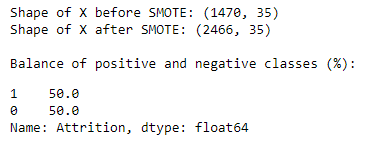 Shape of X before SMOTE: (1470, 35)
Shape of X after SMOTE: (2466, 35)
Balance of positive and negative classes (%):
1    50.0
0    50.0
Name: Attrition, dtype: float64